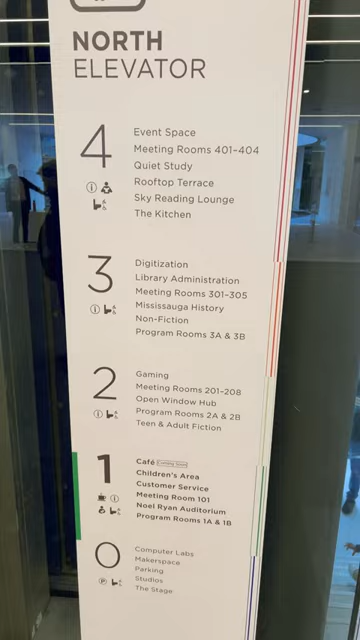 NORTH
ELEVATOR
4
Event Space
Meeting Rooms 401-404
Quiet Study
Rooftop Terrace
Sky Reading Lounge
The Kitchen
3
Digitization
Library Administration
Meeting Rooms 301-305
Mississauga History
Non-Fiction
Program Rooms 3A & 3B
2
Gaming
Meeting Rooms 201-208
Open Window Hub
Program Rooms 2A & 2B
Teen & Adult Fiction
1
Café Coming Soon
Children's Area
Customer Service
Meeting Room 101
Noel Ryan Auditorium
Program Rooms 1A & 1B
0
Computer Labs
Makerspace
Parking
Studios
The Stage